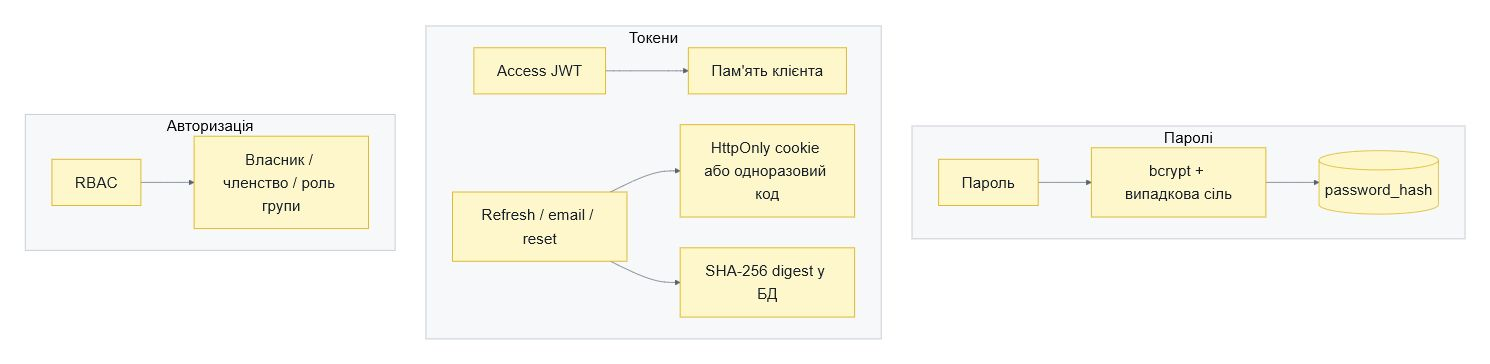 Авторизація
RBAC
Власник /
членство / роль
групи
Токени
Access JWT
Пам'ять клієнта
Refresh / email /
reset
HttpOnly cookie
або одноразовий
код
SHA-256 digest у
БД
Паролі
Пароль
bcrypt +
випадкова сіль
password_hash